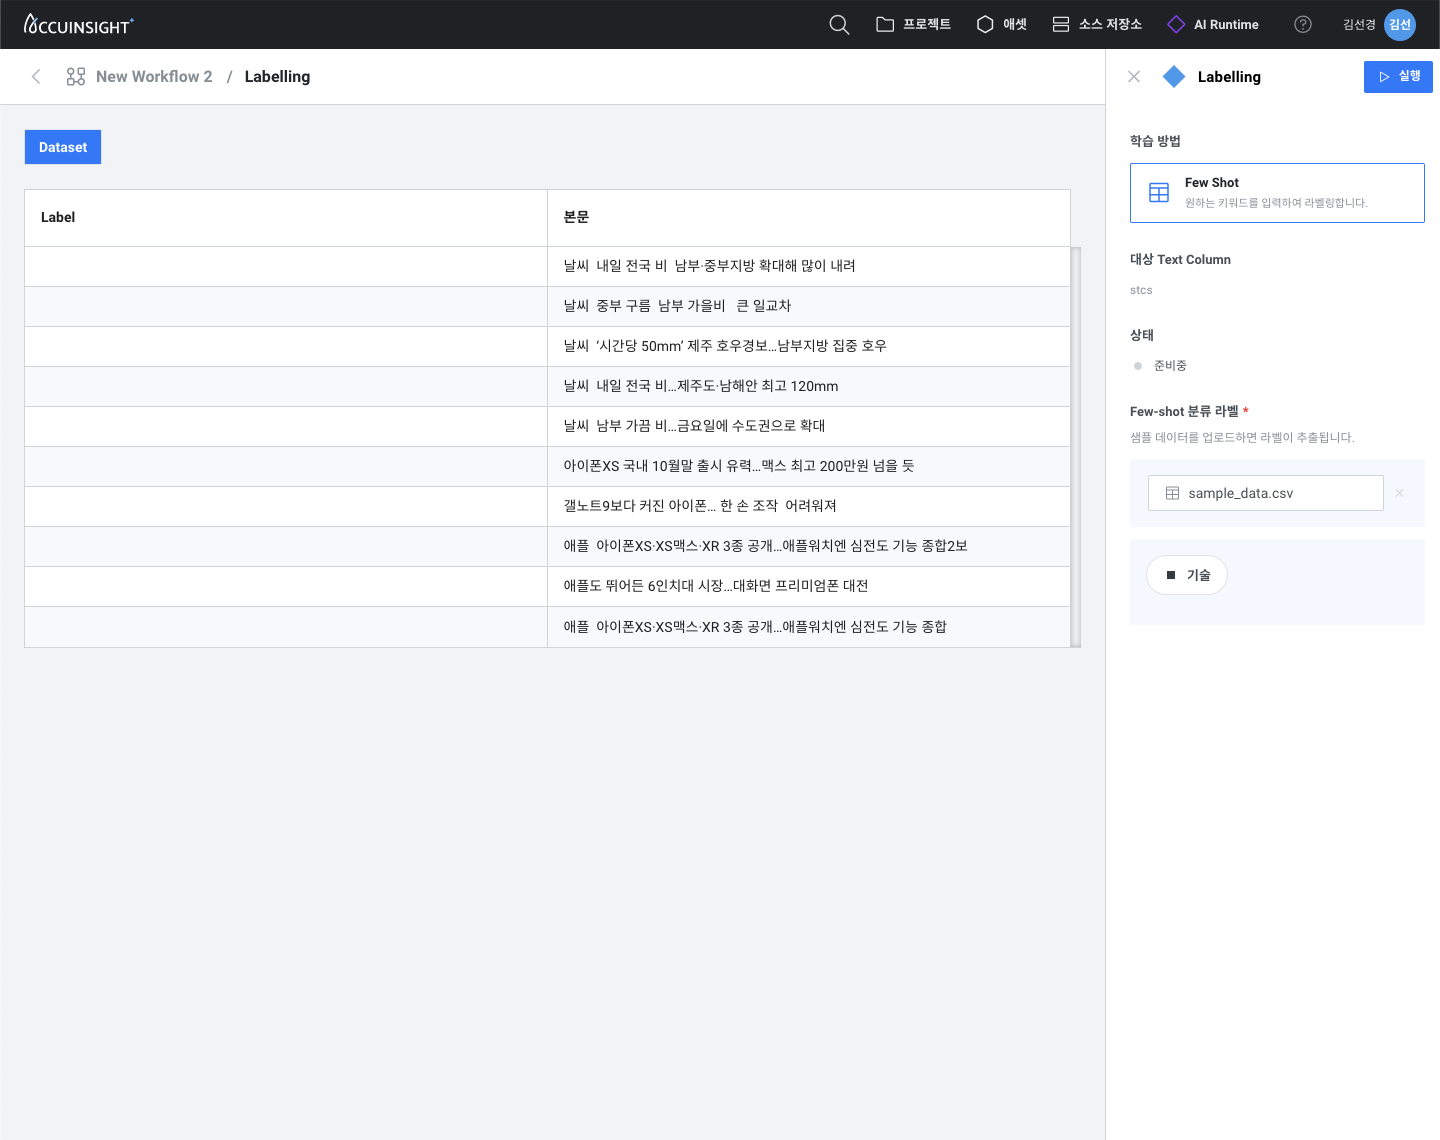 ACCUINSIGHT+
프로젝트
애셋
소스 저장소
AI Runtime
?
김선경
김선
New Workflow 2 / Labelling
Dataset
Label
본문
날씨  내일 전국 비  남부·중부지방 확대해 많이 내려
날씨  중부 구름  남부 가을비   큰 일교차
날씨  ‘시간당 50mm’ 제주 호우경보…남부지방 집중 호우
날씨  내일 전국 비…제주도·남해안 최고 120mm
날씨  남부 가끔 비…금요일에 수도권으로 확대
아이폰XS 국내 10월말 출시 유력…맥스 최고 200만원 넘을 듯
갤노트9보다 커진 아이폰… 한 손 조작  어려워져
애플  아이폰XS·XS맥스·XR 3종 공개…애플워치엔 심전도 기능 종합2보
애플도 뛰어든 6인치대 시장…대화면 프리미엄폰 대전
애플  아이폰XS·XS맥스·XR 3종 공개…애플워치엔 심전도 기능 종합
Labelling
실행
학습 방법
Few Shot
원하는 키워드를 입력하여 라벨링합니다.
대상 Text Column
stcs
상태
준비중
Few-shot 분류 라벨 *
샘플 데이터를 업로드하면 라벨이 추출됩니다.
sample_data.csv
기술